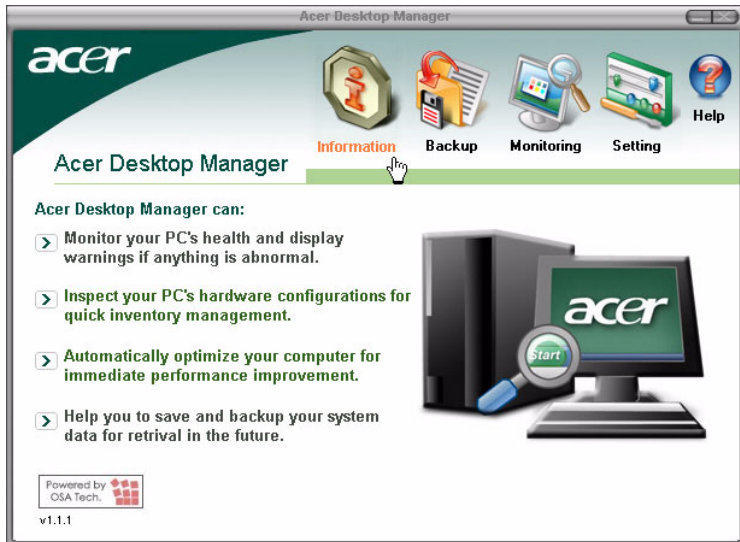 Acer Desktop Manager
acer
Information
Backup
Monitoring
Setting
Help
Acer Desktop Manager
Acer Desktop Manager can:
Monitor your PC's health and display
warnings if anything is abnormal.
Inspect your PC's hardware configurations for
quick inventory management.
Automatically optimize your computer for
immediate performance improvement.
Help you to save and backup your system
data for retrival in the future.
acer
Start
Powered by
OSA Tech.
v1.1.1